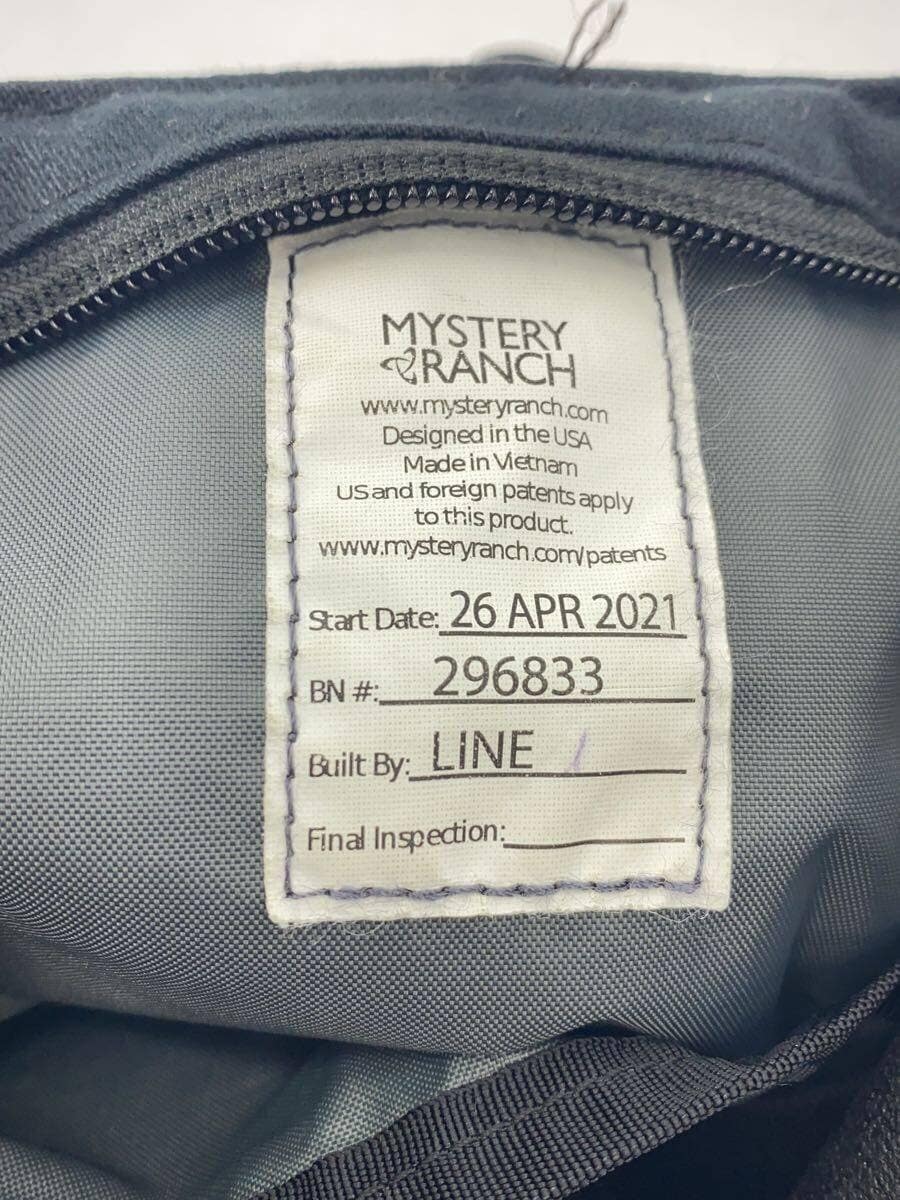 MYSTERY
RANCH
www.mysteryranch.com
Designed in the USA
Made in Vietnam
US and foreign patents apply
to this product.
www.mysteryranch.com/patents
Start Date: 26 APR 2021
BN #: 296833
Built By: LINE
Final Inspection: